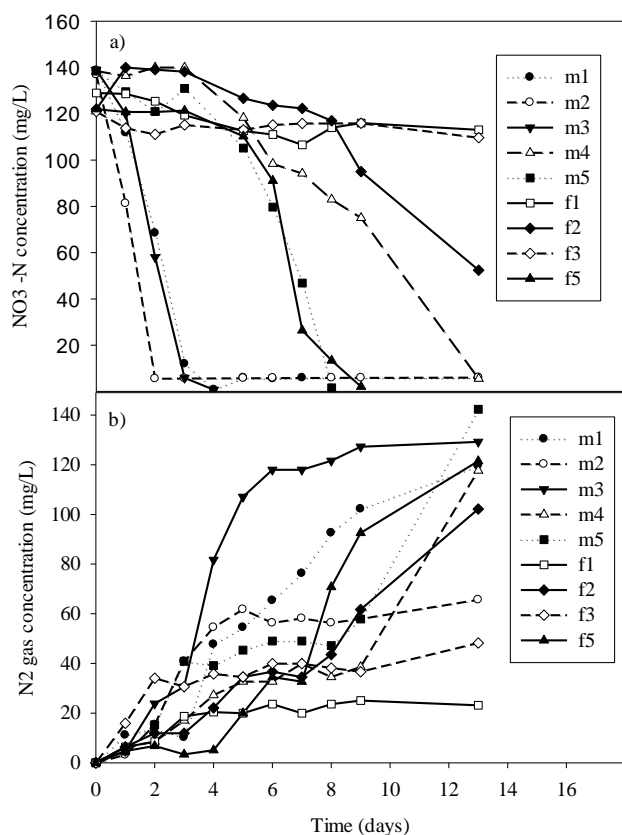 160
a)
140
120
100
80
60
40
20
NO3 -N concentration (mg/L)
m1
m2
m3
m4
m5
f1
f2
f3
f5
b)
140
120
100
80
60
40
20
0
N2 gas concentration (mg/L)
m1
m2
m3
m4
m5
f1
f2
f3
f5
0 2 4 6 8 10 12 14 16
Time (days)